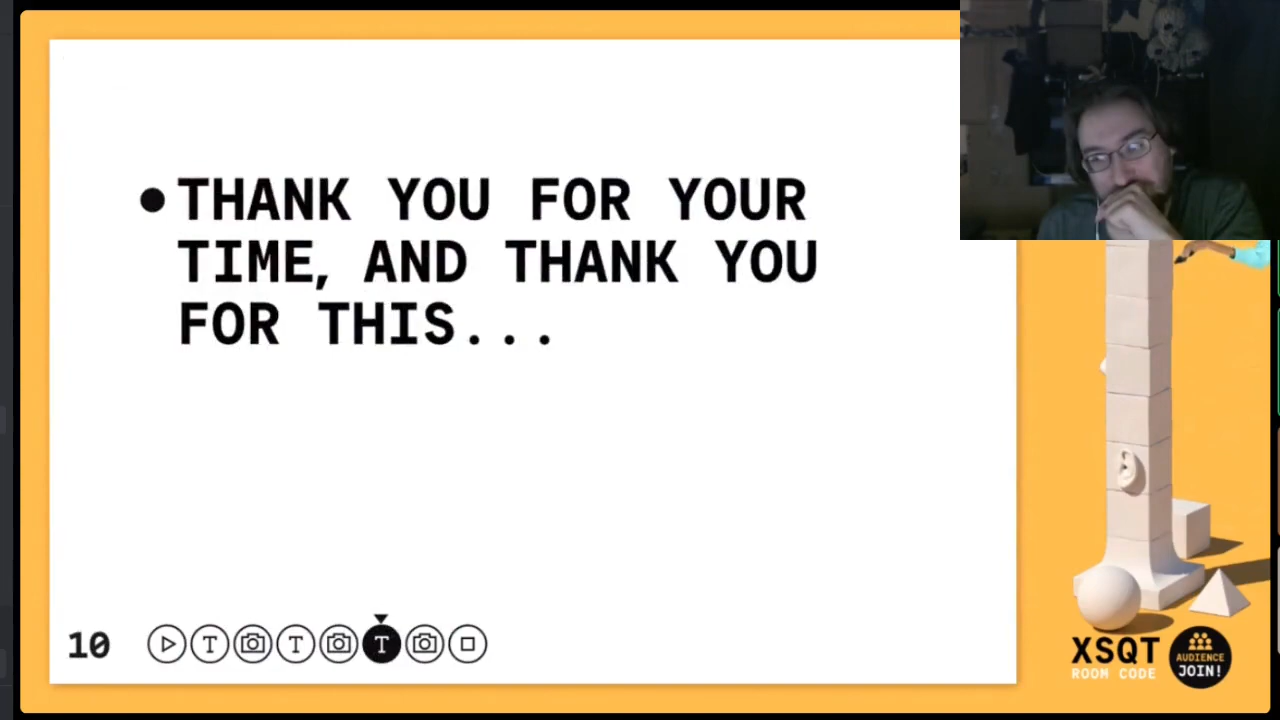 ● THANK YOU FOR YOUR
TIME, AND THANK YOU
FOR THIS...
10
T
T
T
XSQT
ROOM CODE
AUDIENCE
JOIN!